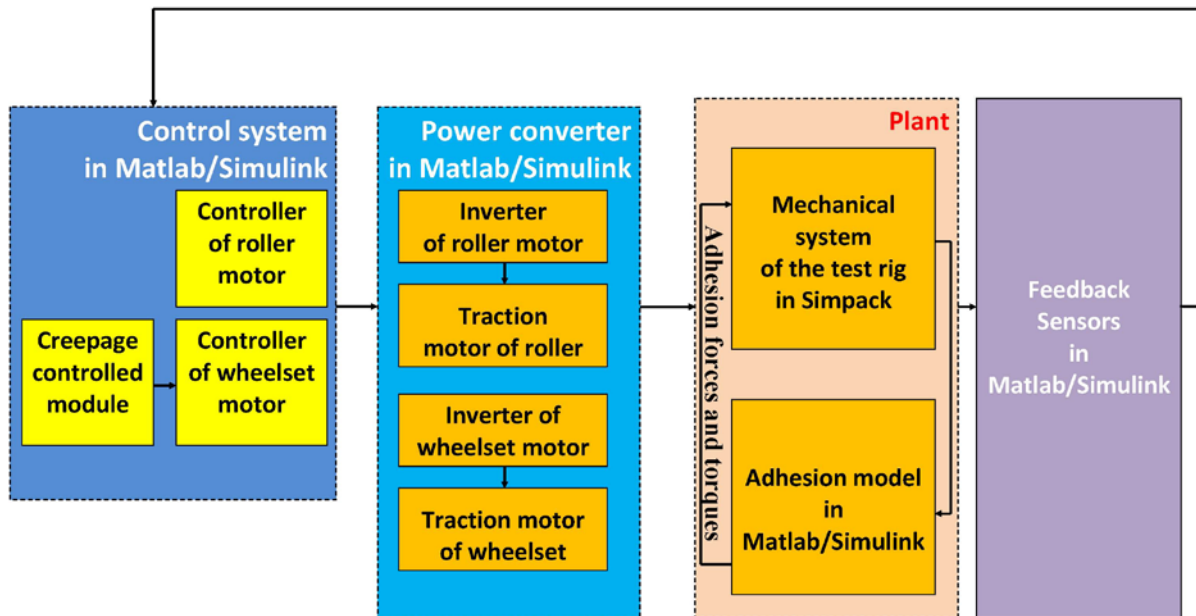 Control system
in Matlab/Simulink
Controller
of roller
motor
Creepage
controlled
module
Controller
of wheelset
motor
Power converter
in Matlab/Simulink
Inverter
of roller motor
Traction
motor of roller
Inverter of
wheelset motor
Traction motor
of wheelset
Plant
Adhesion forces and torques
Mechanical
system
of the test rig
in Simpack
Adhesion model
in
Matlab/Simulink
Feedback
Sensors
in
Matlab/Simulink